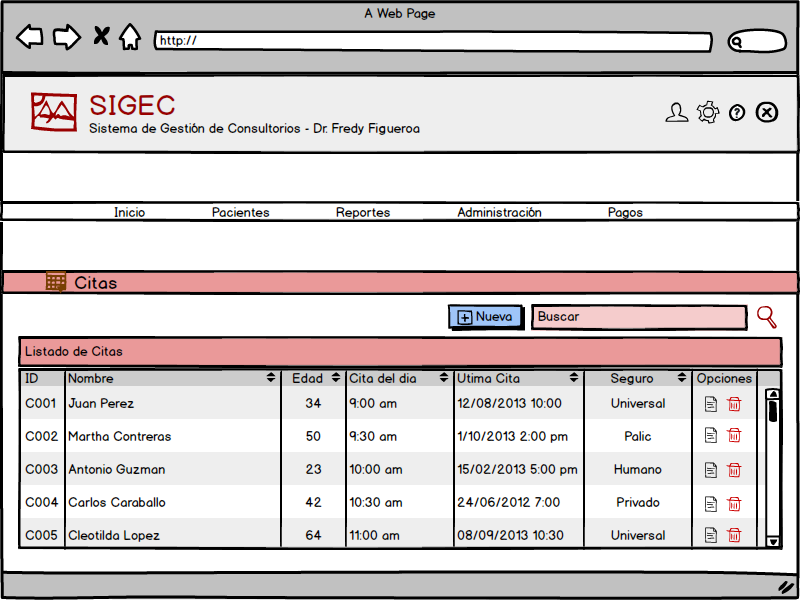 A Web Page
http://
SIGEC
Sistema de Gestión de Consultorios - Dr. Fredy Figueroa
Inicio Pacientes Reportes Administración Pagos
Citas
Nueva Buscar
Listado de Citas
ID Nombre Edad Cita del dia Utima Cita Seguro Opciones
C001 Juan Perez 34 9:00 am 12/08/2013 10:00 Universal
C002 Martha Contreras 50 9:30 am 1/10/2013 2:00 pm Palic
C003 Antonio Guzman 23 10:00 am 15/02/2013 5:00 pm Humano
C004 Carlos Caraballo 42 10:30 am 24/06/2012 7:00 Privado
C005 Cleotilda Lopez 64 11:00 am 08/09/2013 10:30 Universal